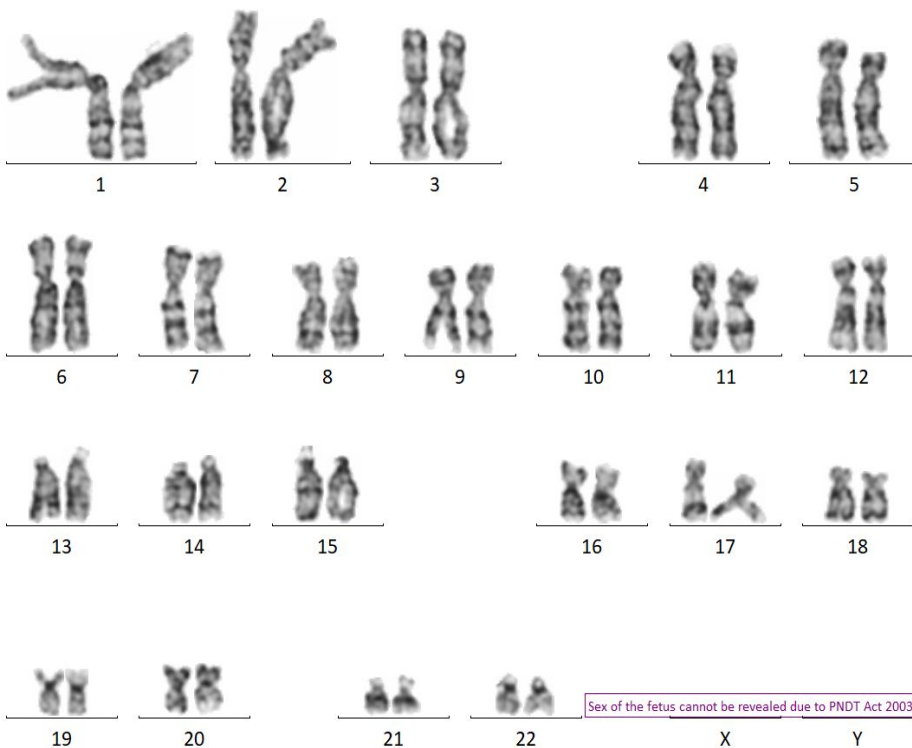 1 2 3 4 5
6 7 8 9 10 11 12
13 14 15 16 17 18
Sex of the fetus cannot be revealed due to PNDT Act 2003
19 20 21 22 X Y